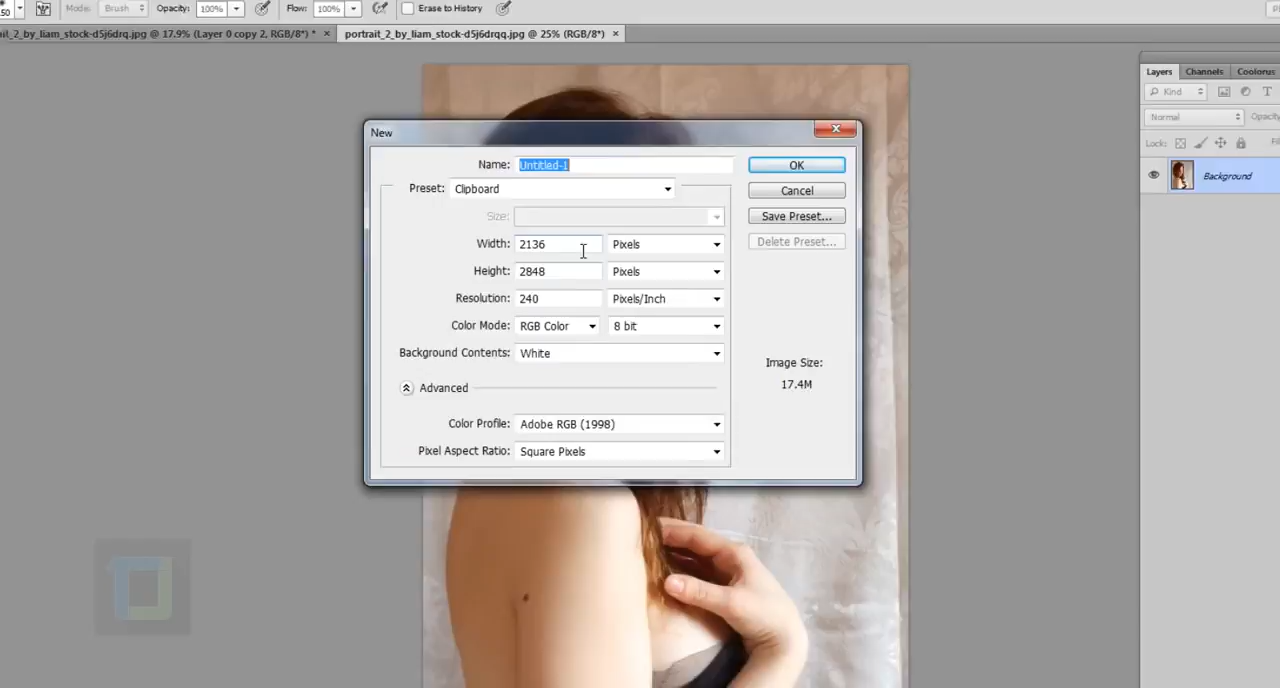 50 Mode: Brush Opacity: 100% Flow: 100% Erase to History
it_2_by_liam_stock-d5j6drq.jpg @ 17.9% (Layer 0 copy 2, RGB/8*) * × portrait_2_by_liam_stock-d5j6drqq.jpg @ 25% (RGB/8*) ×
Layers Channels Coolorus
Kind T
Normal Opacity
Lock:
Background
New
Name: Untitled-1 OK
Preset: Clipboard Cancel
Size: Save Preset...
Width: 2136 Pixels Delete Preset...
Height: 2848 Pixels
Resolution: 240 Pixels/Inch
Color Mode: RGB Color 8 bit
Background Contents: White
Image Size:
17.4M
Advanced
Color Profile: Adobe RGB (1998)
Pixel Aspect Ratio: Square Pixels